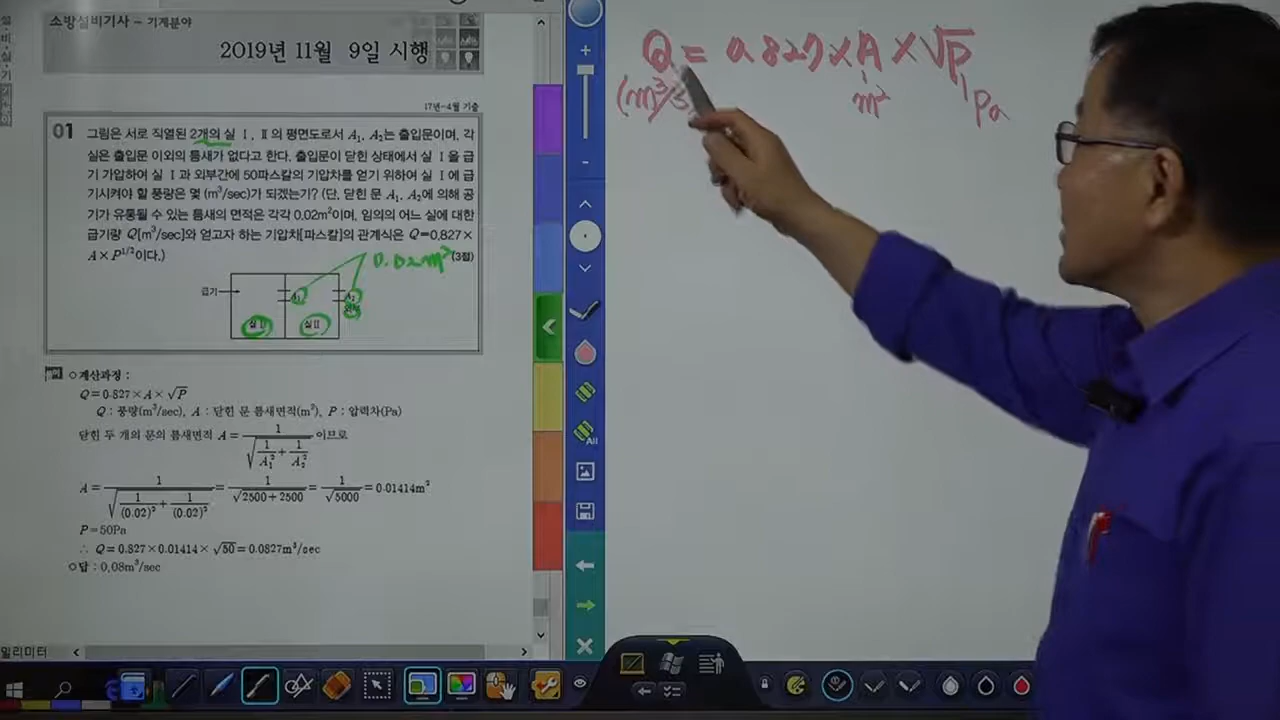 소방설비기사 - 기계분야
2019년 11월 9일 시행
17년-4월 기출
01 그림은 서로 직열된 2개의 실 Ⅰ, Ⅱ의 평면도로서 A₁, A₂는 출입문이며, 각
실은 출입문 이외의 틈새가 없다고 한다. 출입문이 닫힌 상태에서 실 Ⅰ을 급
기 가압하여 실 Ⅰ과 외부간에 50파스칼의 기압차를 얻기 위하여 실 Ⅰ에 급
기시켜야 할 풍량은 몇 (m³/sec)가 되겠는가? (단, 닫힌 문 A₁, A₂에 의해 공
기가 유통될 수 있는 틈새의 면적은 각각 0.02m²이며, 임의의 어느 실에 대한
급기량 Q[m³/sec]와 얻고자 하는 기압차[파스칼]의 관계식은 Q=0.827×
A×P^{1/2}이다.)
0.02m²
(3점)
급기
A₁
A₂
실Ⅱ
○계산과정 :
Q=0.827×A×√P
Q : 풍량(m³/sec), A : 닫힌 문 틈새면적(m²), P : 압력차(Pa)
닫힌 두 개의 문의 틈새면적 A = 1/√(1/A₁² + 1/A₂²) 이므로
A = 1/√(1/(0.02)² + 1/(0.02)²) = 1/√(2500+2500) = 1/√5000 = 0.01414m²
P=50Pa
∴ Q=0.827×0.01414×√50=0.0827m³/sec
○답 : 0.08m³/sec
밀리미터
Q = 0.827×A×√P
(m³/s
m²
Pa
All